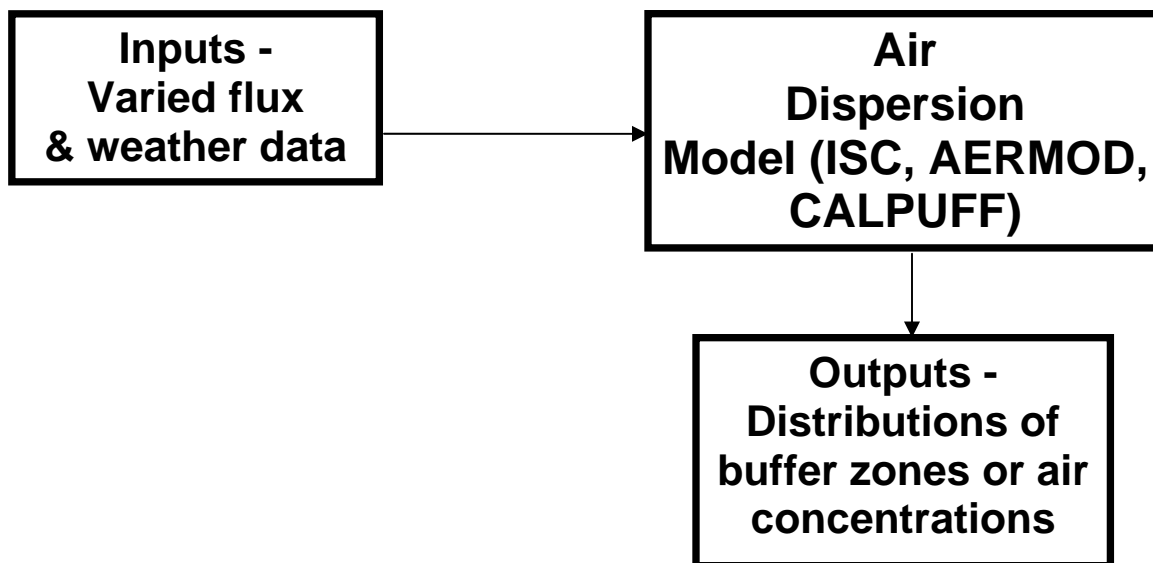 Inputs -
Varied flux
& weather data
Air
Dispersion
Model (ISC, AERMOD,
CALPUFF)
Outputs -
Distributions of
buffer zones or air
concentrations